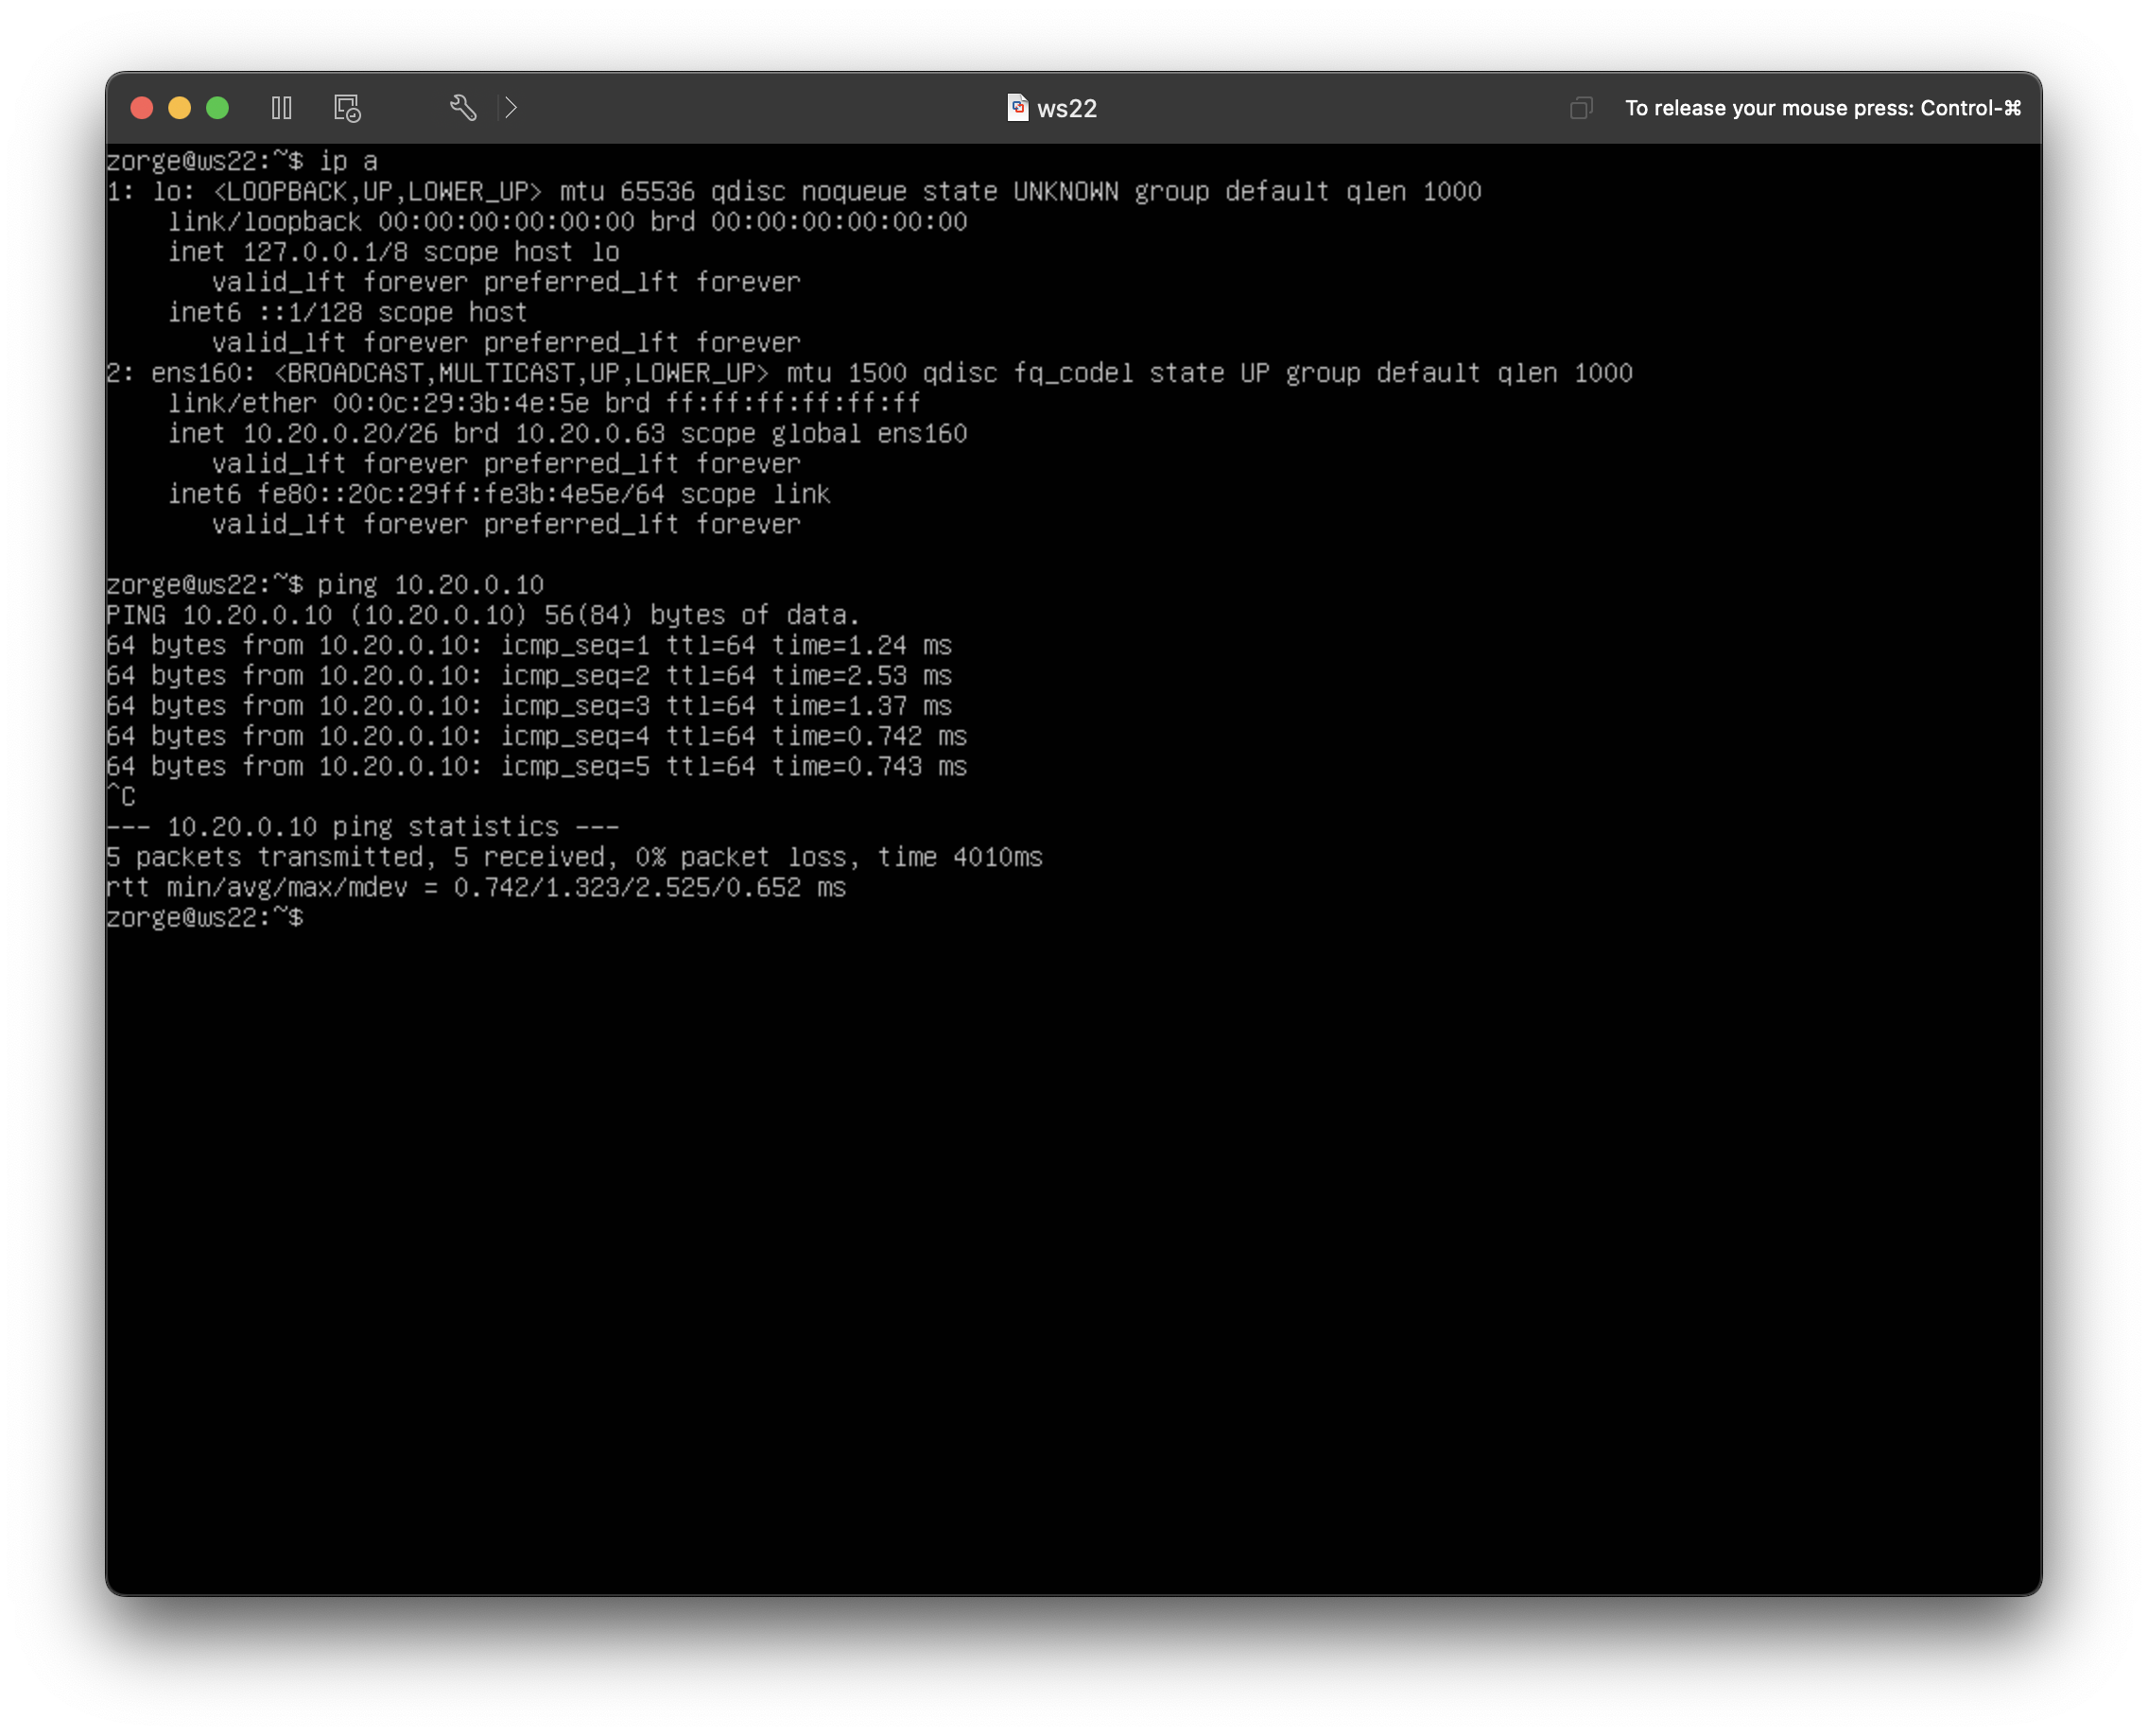 ws22
To release your mouse press: Control-⌘
zorge@ws22:~$ ip a
1: lo: <LOOPBACK,UP,LOWER_UP> mtu 65536 qdisc noqueue state UNKNOWN group default qlen 1000
    link/loopback 00:00:00:00:00:00 brd 00:00:00:00:00:00
    inet 127.0.0.1/8 scope host lo
       valid_lft forever preferred_lft forever
    inet6 ::1/128 scope host
       valid_lft forever preferred_lft forever
2: ens160: <BROADCAST,MULTICAST,UP,LOWER_UP> mtu 1500 qdisc fq_codel state UP group default qlen 1000
    link/ether 00:0c:29:3b:4e:5e brd ff:ff:ff:ff:ff:ff
    inet 10.20.0.20/26 brd 10.20.0.63 scope global ens160
       valid_lft forever preferred_lft forever
    inet6 fe80::20c:29ff:fe3b:4e5e/64 scope link
       valid_lft forever preferred_lft forever
zorge@ws22:~$ ping 10.20.0.10
PING 10.20.0.10 (10.20.0.10) 56(84) bytes of data.
64 bytes from 10.20.0.10: icmp_seq=1 ttl=64 time=1.24 ms
64 bytes from 10.20.0.10: icmp_seq=2 ttl=64 time=2.53 ms
64 bytes from 10.20.0.10: icmp_seq=3 ttl=64 time=1.37 ms
64 bytes from 10.20.0.10: icmp_seq=4 ttl=64 time=0.742 ms
64 bytes from 10.20.0.10: icmp_seq=5 ttl=64 time=0.743 ms
^C
--- 10.20.0.10 ping statistics ---
5 packets transmitted, 5 received, 0% packet loss, time 4010ms
rtt min/avg/max/mdev = 0.742/1.323/2.525/0.652 ms
zorge@ws22:~$